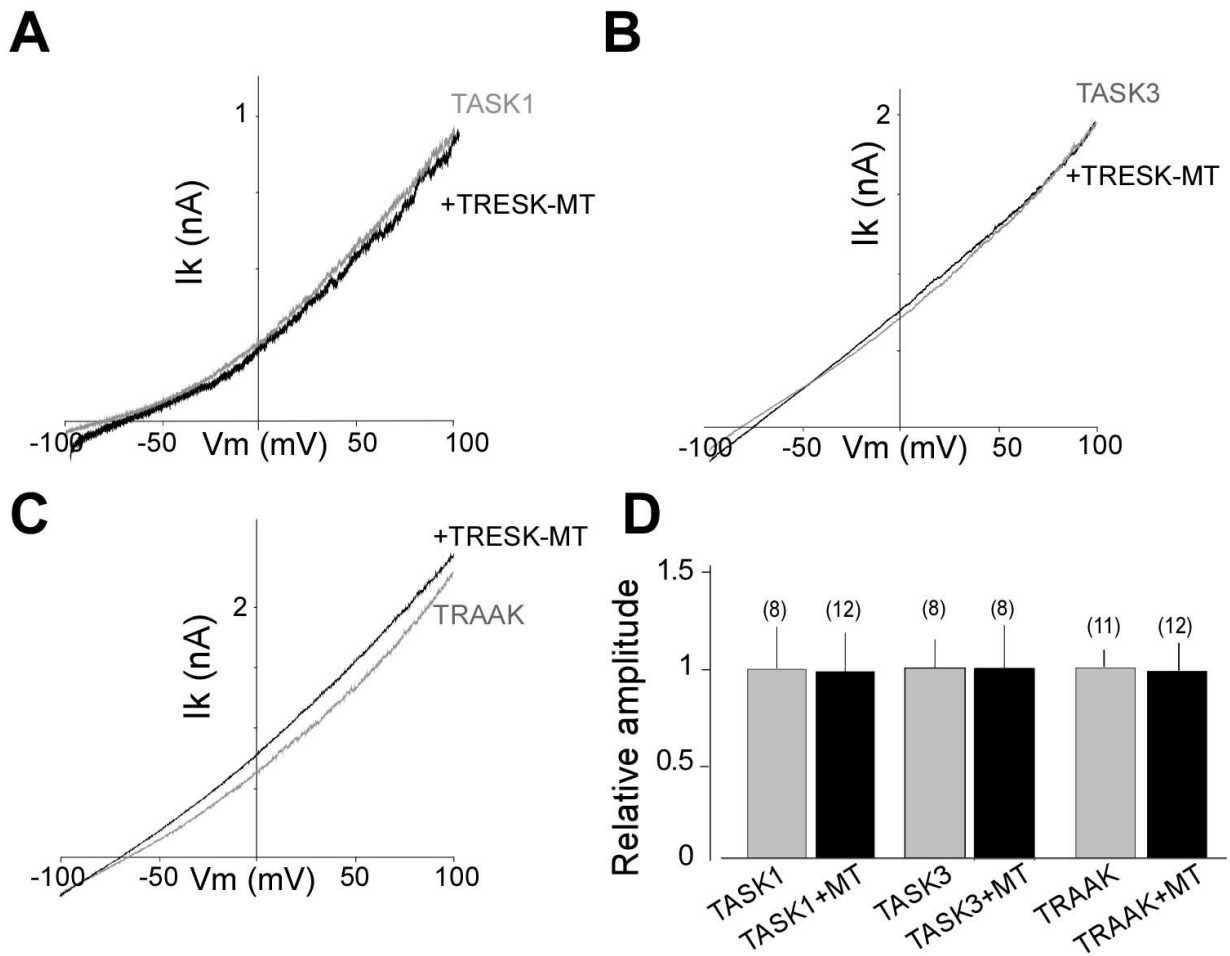 A
1
TASK1
+TRESK-MT
Ik (nA)
-100
-50
Vm (mV)
50
100
B
2
TASK3
+TRESK-MT
Ik (nA)
-100
-50
Vm (mV)
50
100
C
+TRESK-MT
2
TRAAK
Ik (nA)
-100
-50
Vm (mV)
50
100
D
Relative amplitude
1.5
1
0.5
0
(8)
(12)
(8)
(8)
(11)
(12)
TASK1
TASK1+MT
TASK3
TASK3+MT
TRAAK
TRAAK+MT